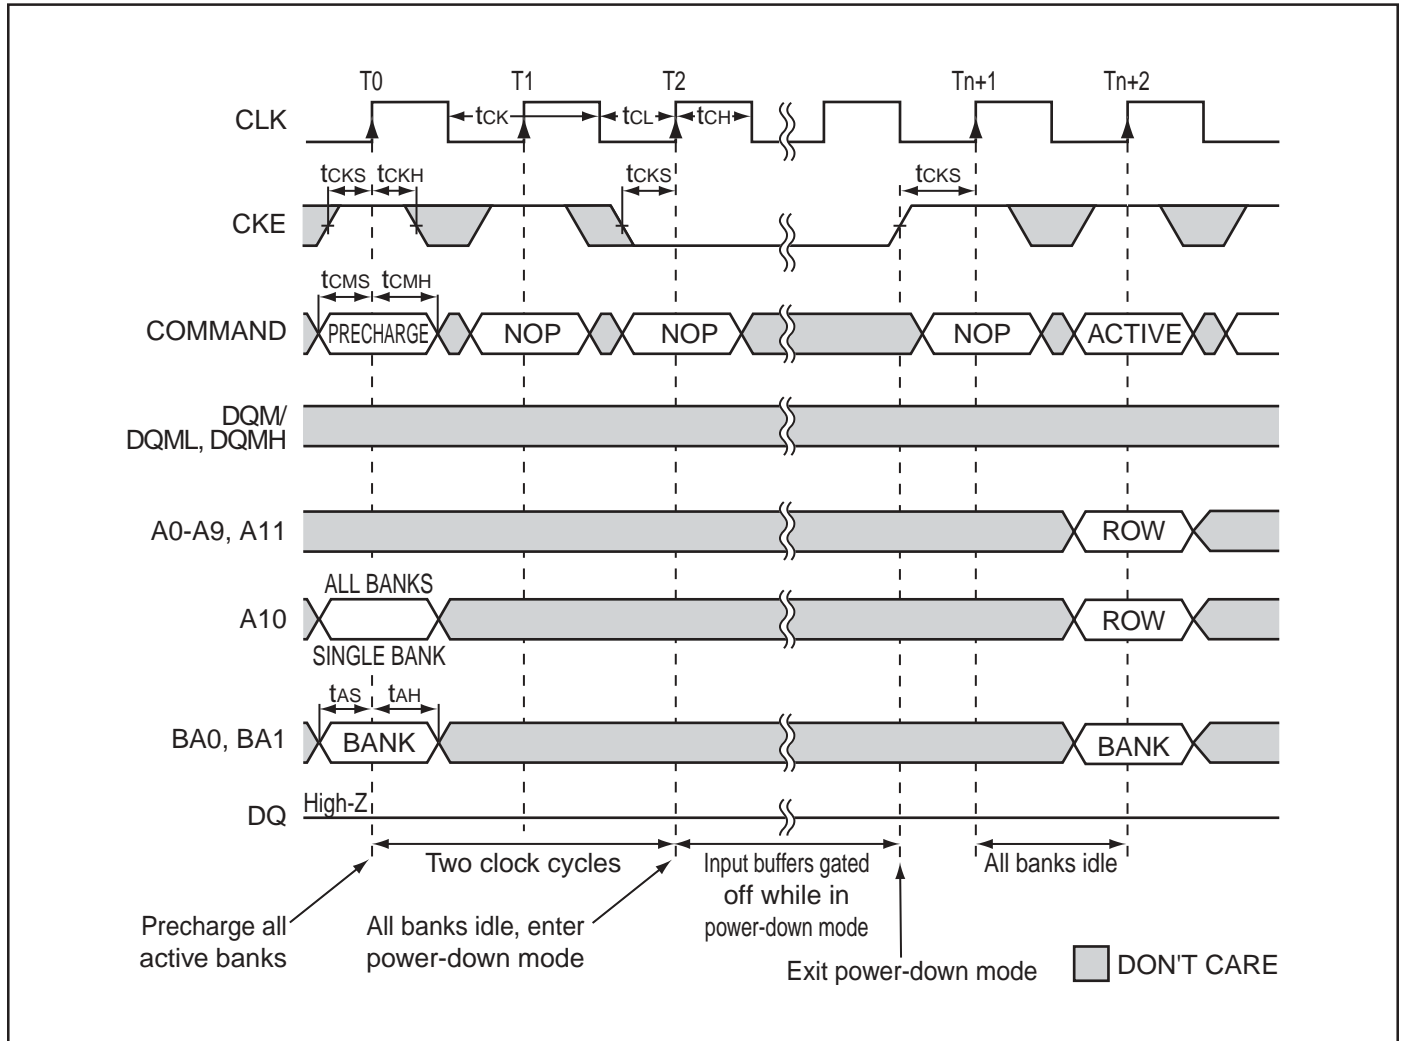 T0 T1 T2 Tn+1 Tn+2
CLK tCK tCL tCH
tCKS tCKH tCKS tCKS
CKE
tCMS tCMH
COMMAND PRECHARGE NOP NOP NOP ACTIVE
DQM/
DQML, DQMH
A0-A9, A11 ROW
ALL BANKS
A10 ROW
SINGLE BANK
tAS tAH
BA0, BA1 BANK BANK
High-Z
DQ
Two clock cycles
Input buffers gated
off while in
power-down mode
All banks idle
Precharge all
active banks
All banks idle, enter
power-down mode
Exit power-down mode
DON'T CARE